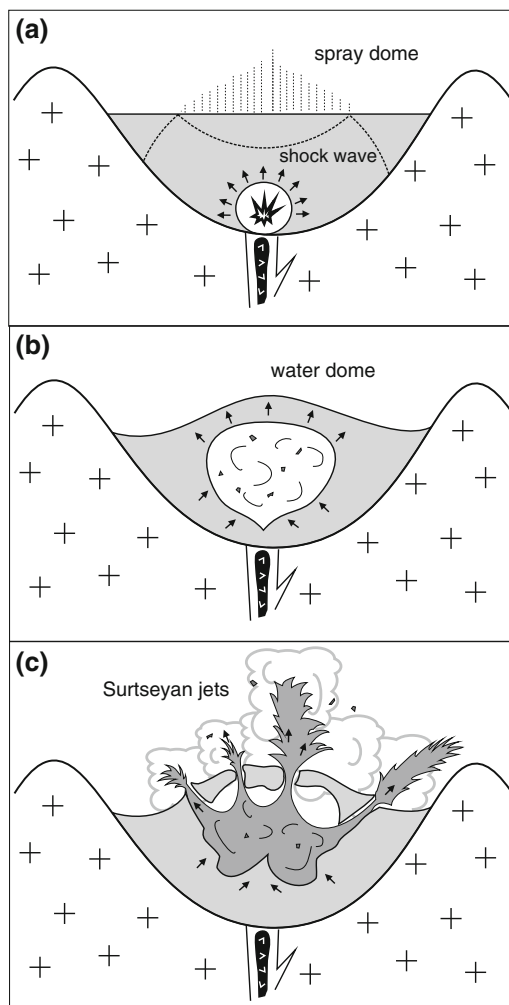 (a)
spray dome
shock wave
(b)
water dome
(c)
Surtseyan jets